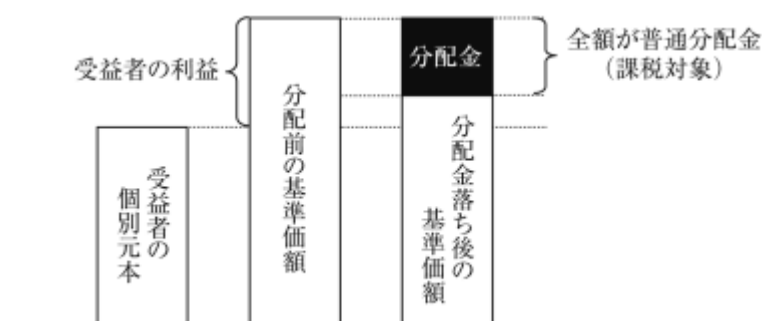 受益者の利益
分配金
全額が普通分配金
（課税対象）
受益者の
個別元本
分配前の基準価額
分配金落ち後の
基準価額